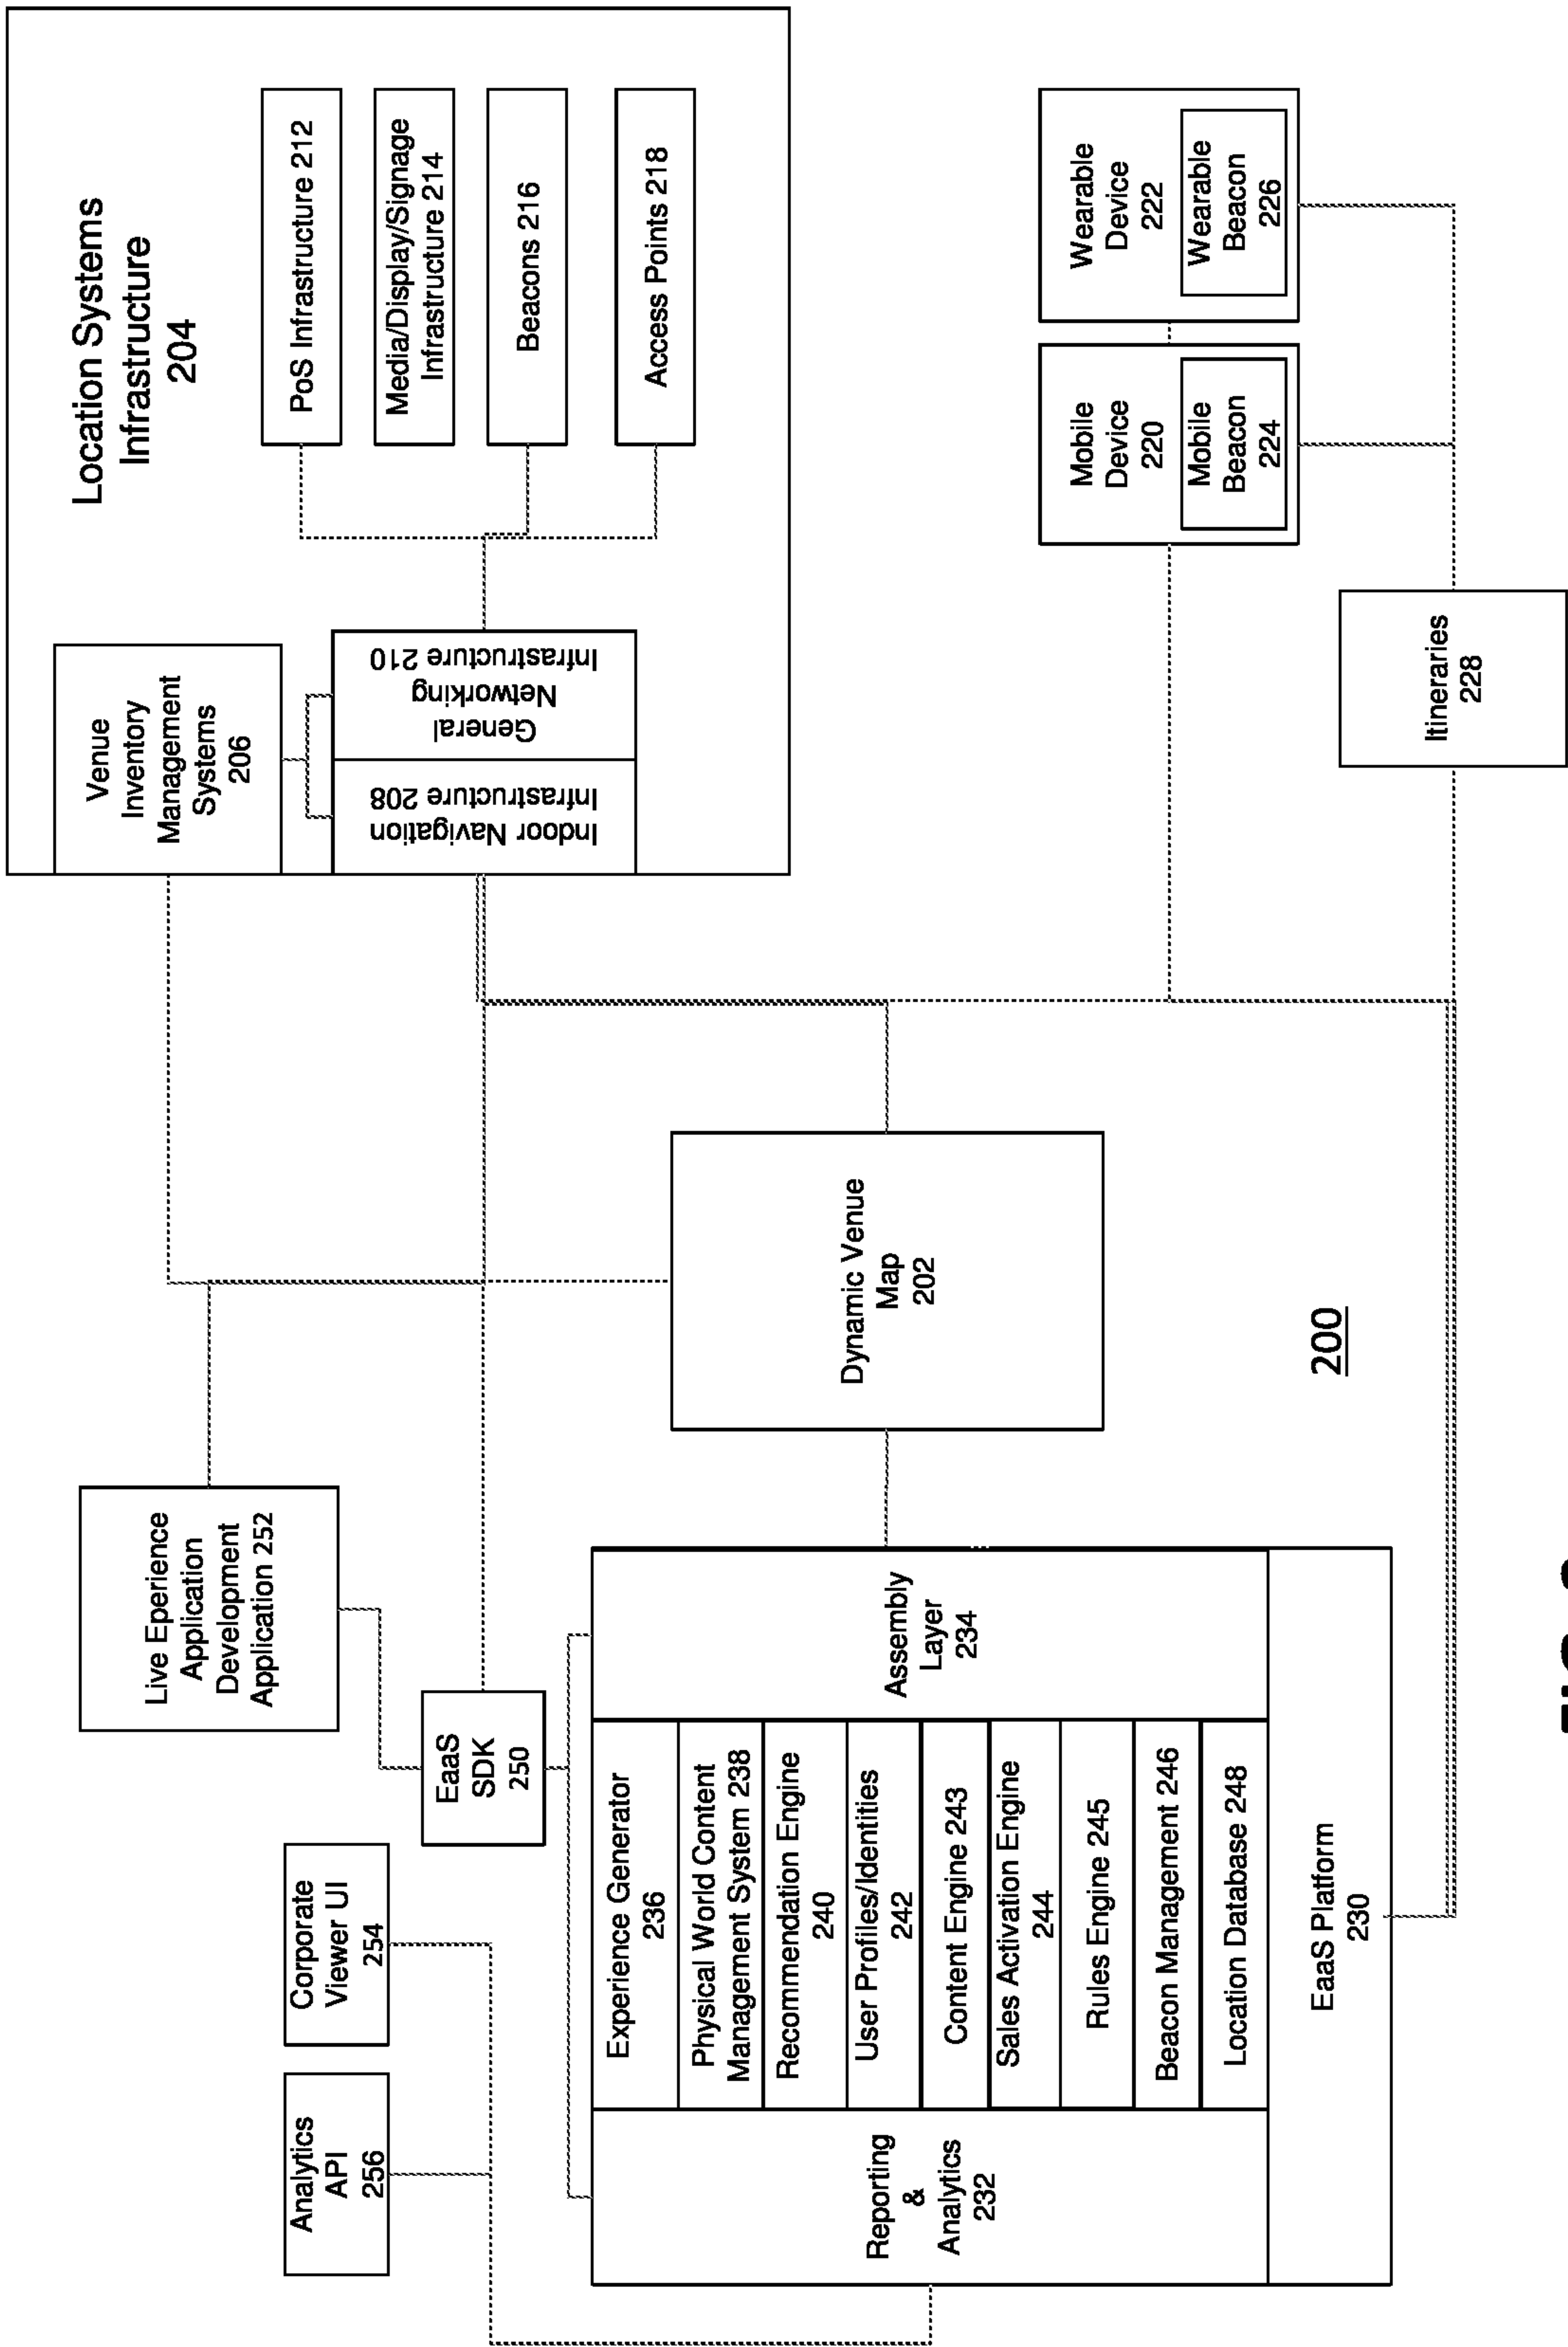 Location Systems
Infrastructure
204
Venue
Inventory
Management
Systems
206
Indoor Navigation
Infrastructure 208
General
Networking
Infrastructure 210
PoS Infrastructure 212
Media/Display/Signage
Infrastructure 214
Beacons 216
Access Points 218
Live Eperience
Application
Development
Application 252
Analytics
API
256
Corporate
Viewer UI
254
EaaS
SDK
250
Dynamic Venue
Map
202
Mobile
Device
220
Mobile
Beacon
224
Wearable
Device
222
Wearable
Beacon
226
Reporting
&
Analytics
232
Experience Generator
236
Physical World Content
Management System 238
Recommendation Engine
240
User Profiles/Identities
242
Content Engine 243
Sales Activation Engine
244
Rules Engine 245
Beacon Management 246
Location Database 248
Assembly
Layer
234
EaaS Platform
230
200
Itineraries
228